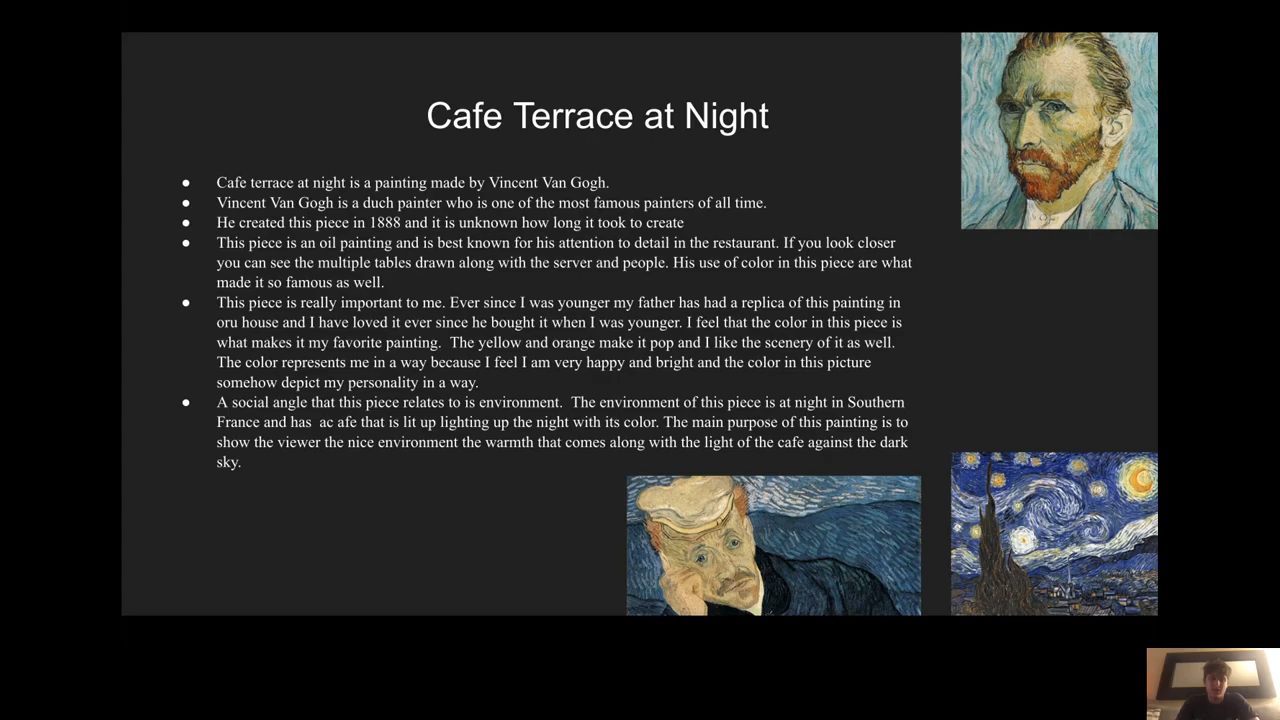 Cafe Terrace at Night
● Cafe terrace at night is a painting made by Vincent Van Gogh.
● Vincent Van Gogh is a duch painter who is one of the most famous painters of all time.
● He created this piece in 1888 and it is unknown how long it took to create
● This piece is an oil painting and is best known for his attention to detail in the restaurant. If you look closer
you can see the multiple tables drawn along with the server and people. His use of color in this piece are what
made it so famous as well.
● This piece is really important to me. Ever since I was younger my father has had a replica of this painting in
oru house and I have loved it ever since he bought it when I was younger. I feel that the color in this piece is
what makes it my favorite painting.  The yellow and orange make it pop and I like the scenery of it as well.
The color represents me in a way because I feel I am very happy and bright and the color in this picture
somehow depict my personality in a way.
● A social angle that this piece relates to is environment.  The environment of this piece is at night in Southern
France and has  ac afe that is lit up lighting up the night with its color. The main purpose of this painting is to
show the viewer the nice environment the warmth that comes along with the light of the cafe against the dark
sky.